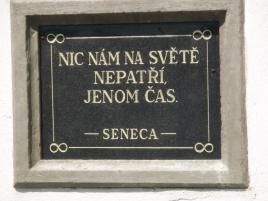 NIC NÁM NA SVĚTĚ
NEPATŘÍ,
JENOM ČAS.
— SENECA —